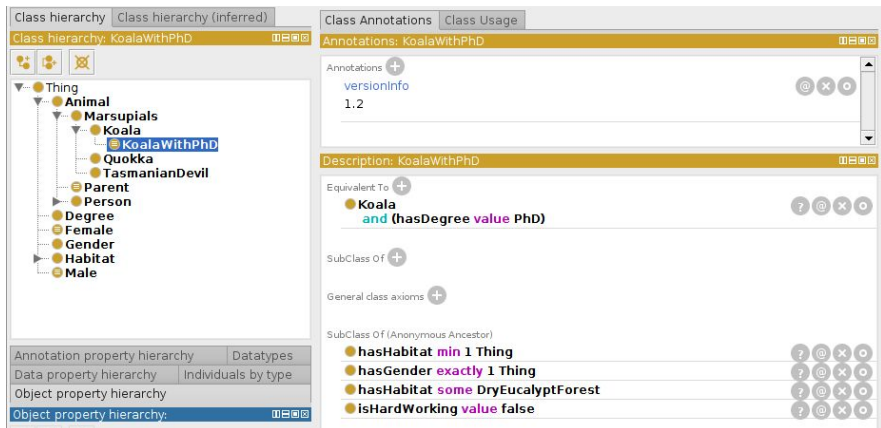 Class hierarchy Class hierarchy (inferred)
Class hierarchy: KoalaWithPhD
Thing
Animal
Marsupials
Koala
KoalaWithPhD
Quokka
TasmanianDevil
Parent
Person
Degree
Female
Gender
Habitat
Male
Annotation property hierarchy Datatypes
Data property hierarchy Individuals by type
Object property hierarchy
Object property hierarchy:
Class Annotations Class Usage
Annotations: KoalaWithPhD
Annotations
versionInfo
1.2
Description: KoalaWithPhD
Equivalent To
Koala
and (hasDegree value PhD)
SubClass Of
General class axioms
SubClass Of (Anonymous Ancestor)
hasHabitat min 1 Thing
hasGender exactly 1 Thing
hasHabitat some DryEucalyptForest
isHardWorking value false